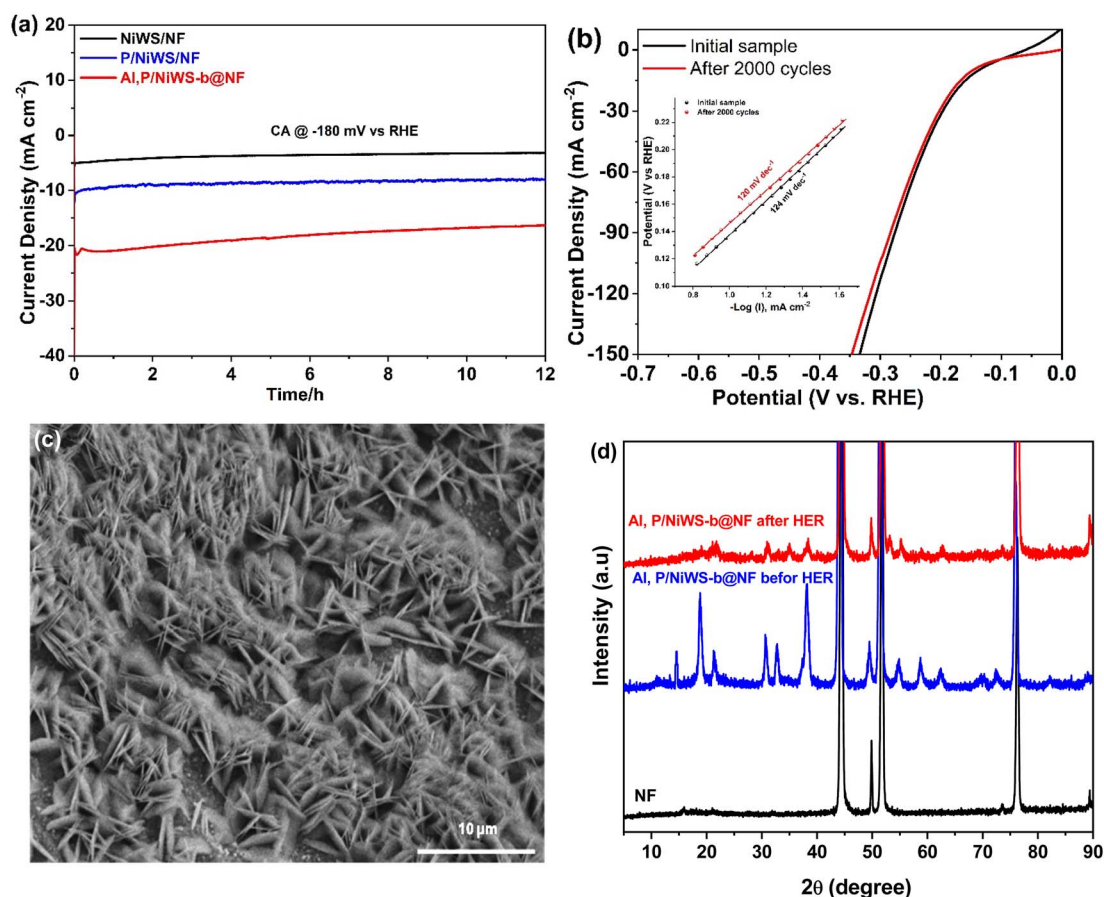 (a)
20
10
0
-10
-20
-30
-40
Current Density (mA cm⁻²)
NiWS/NF
P/NiWS/NF
Al,P/NiWS-b@NF
CA @ -180 mV vs RHE
0 2 4 6 8 10 12
Time/h
(b)
0
-30
-60
-90
-120
-150
Current Density (mA cm⁻²)
Initial sample
After 2000 cycles
Initial sample
After 2000 cycles
0.22
0.20
0.18
0.16
0.14
0.12
0.10
Potential (V vs RHE)
120 mV dec⁻¹
124 mV dec⁻¹
0.8 1.0 1.2 1.4 1.6
-Log (I), mA cm⁻²
-0.7 -0.6 -0.5 -0.4 -0.3 -0.2 -0.1 0.0
Potential (V vs. RHE)
(c)
10 µm
(d)
Intensity (a.u)
Al, P/NiWS-b@NF after HER
Al, P/NiWS-b@NF befor HER
NF
10 20 30 40 50 60 70 80 90
2θ (degree)